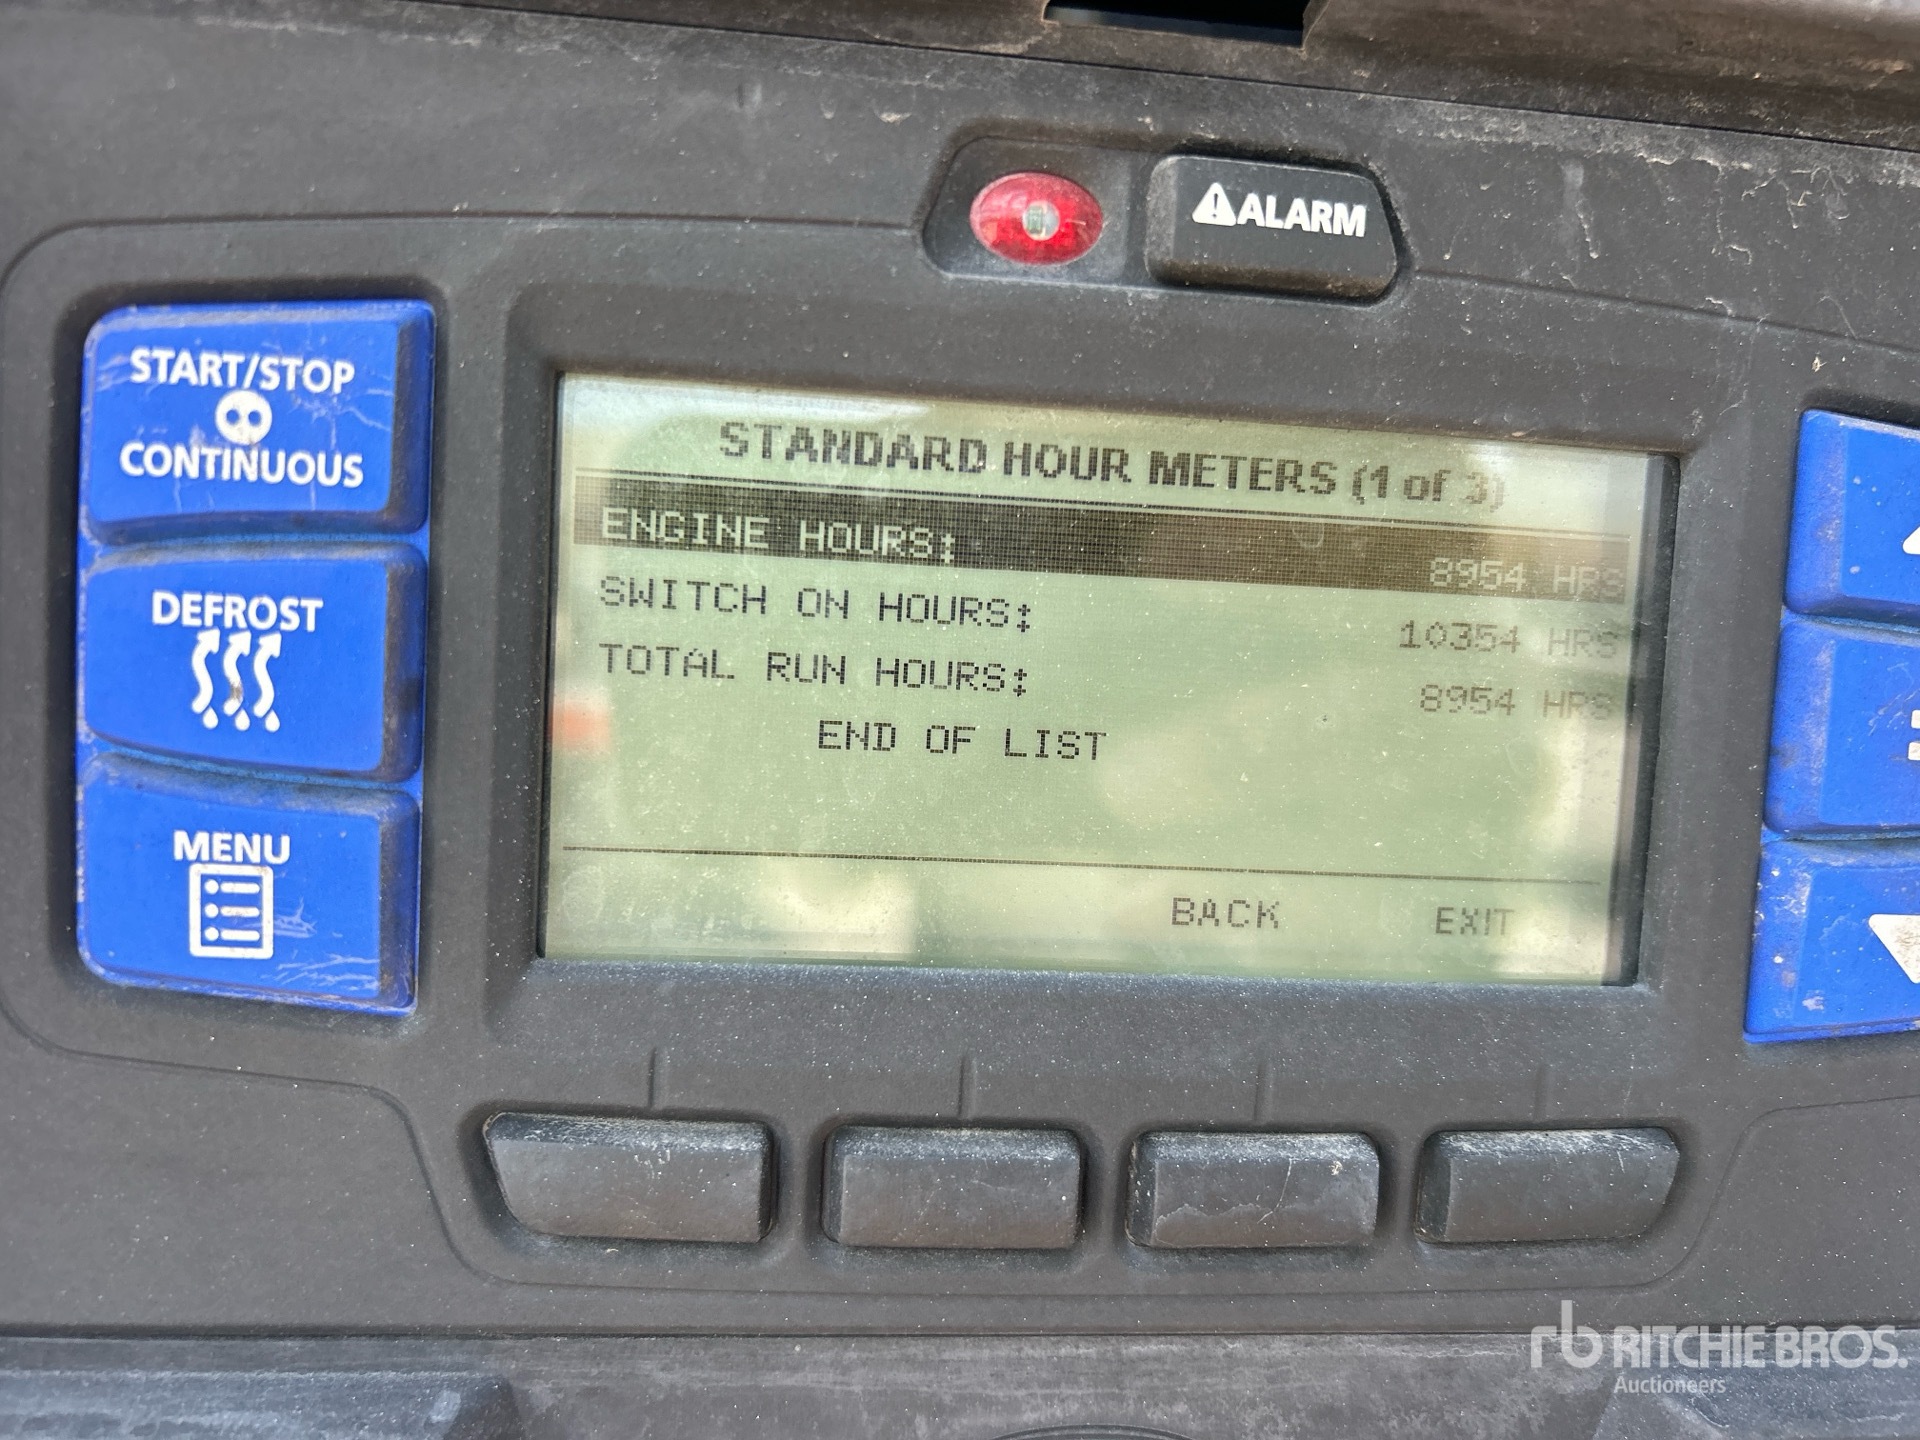 ALARM
START/STOP
CONTINUOUS
DEFROST
MENU
STANDARD HOUR METERS (1 of 3)
ENGINE HOURS: 8954 HRS
SWITCH ON HOURS: 10354 HRS
TOTAL RUN HOURS: 8954 HRS
END OF LIST
BACK EXIT
rb RITCHIE BROS.
Auctioneers